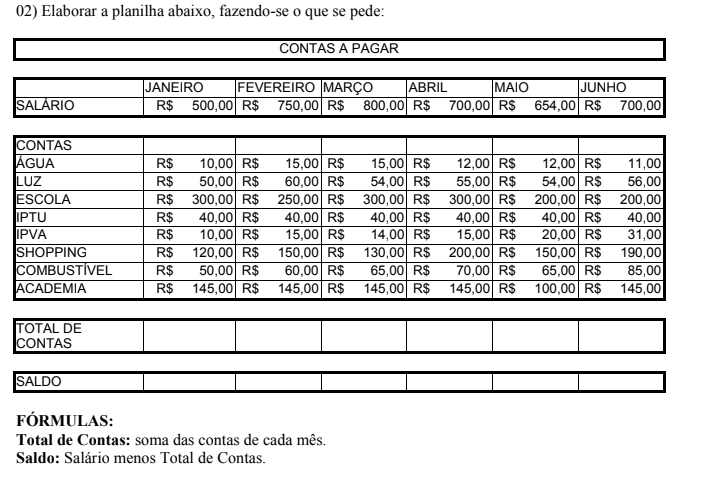 02) Elaborar a planilha abaixo, fazendo-se o que se pede:
CONTAS A PAGAR
JANEIRO FEVEREIRO MARÇO ABRIL MAIO JUNHO
SALÁRIO R$ 500,00 R$ 750,00 R$ 800,00 R$ 700,00 R$ 654,00 R$ 700,00
CONTAS
ÁGUA R$ 10,00 R$ 15,00 R$ 15,00 R$ 12,00 R$ 12,00 R$ 11,00
LUZ R$ 50,00 R$ 60,00 R$ 54,00 R$ 55,00 R$ 54,00 R$ 56,00
ESCOLA R$ 300,00 R$ 250,00 R$ 300,00 R$ 300,00 R$ 200,00 R$ 200,00
IPTU R$ 40,00 R$ 40,00 R$ 40,00 R$ 40,00 R$ 40,00 R$ 40,00
IPVA R$ 10,00 R$ 15,00 R$ 14,00 R$ 15,00 R$ 20,00 R$ 31,00
SHOPPING R$ 120,00 R$ 150,00 R$ 130,00 R$ 200,00 R$ 150,00 R$ 190,00
COMBUSTÍVEL R$ 50,00 R$ 60,00 R$ 65,00 R$ 70,00 R$ 65,00 R$ 85,00
ACADEMIA R$ 145,00 R$ 145,00 R$ 145,00 R$ 145,00 R$ 100,00 R$ 145,00
TOTAL DE
CONTAS
SALDO
FÓRMULAS:
Total de Contas: soma das contas de cada mês.
Saldo: Salário menos Total de Contas.